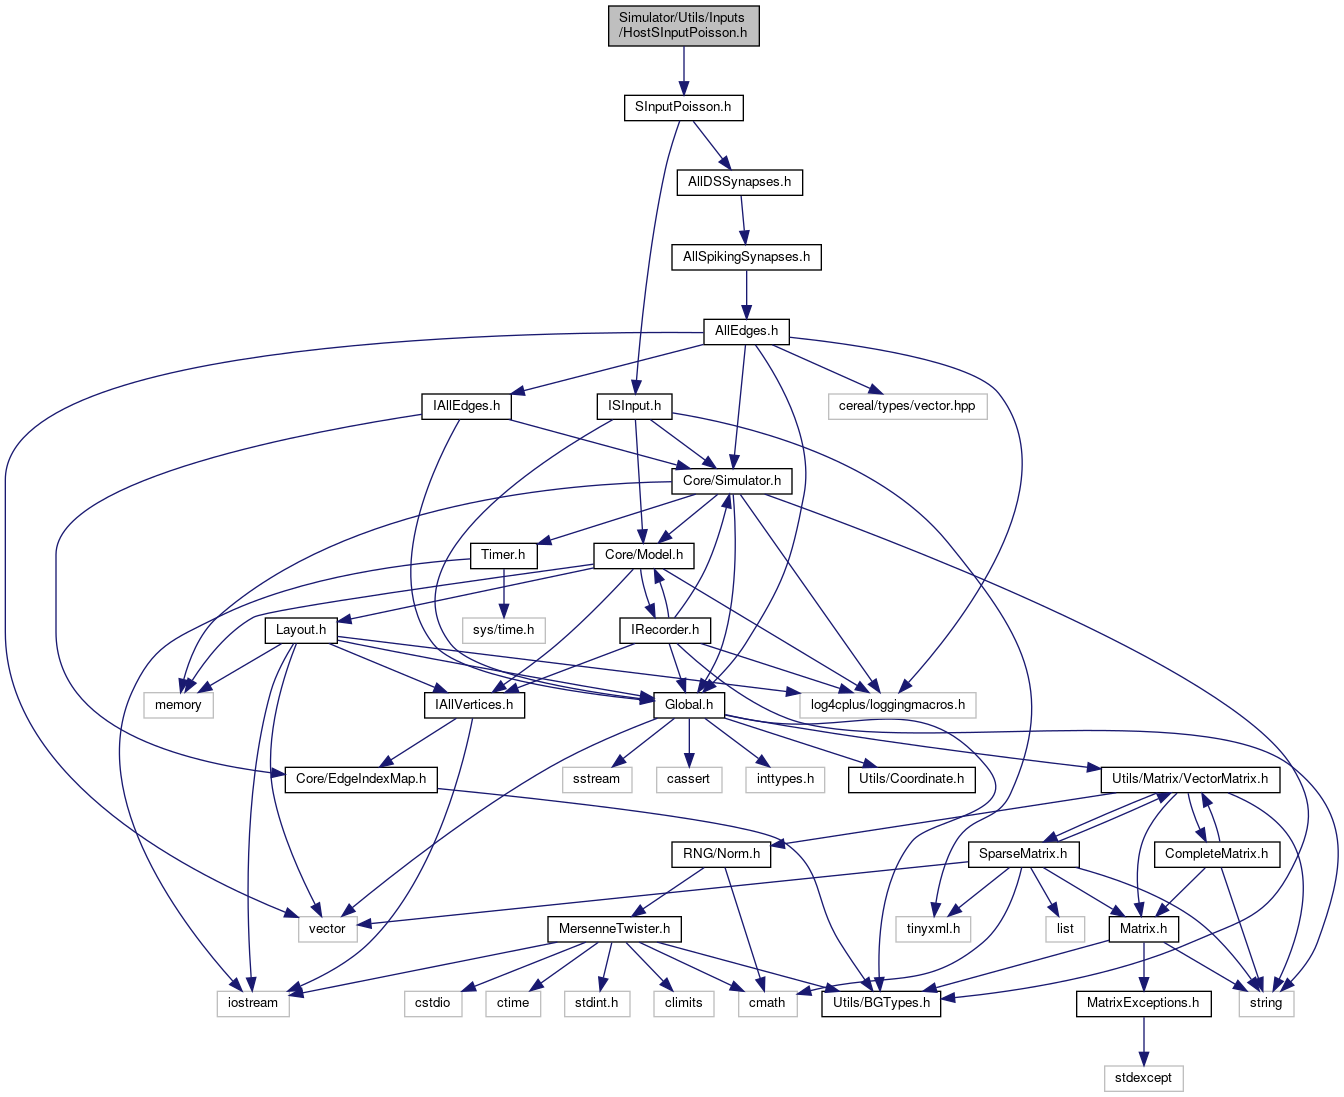 Simulator/Utils/Inputs
/HostSInputPoisson.h
SInputPoisson.h
AllDSSynapses.h
AllSpikingSynapses.h
AllEdges.h
IAllEdges.h
ISInput.h
cereal/types/vector.hpp
Core/Simulator.h
Timer.h
Core/Model.h
Layout.h
sys/time.h
IRecorder.h
memory
IAllVertices.h
Global.h
log4cplus/loggingmacros.h
Core/EdgeIndexMap.h
sstream
cassert
inttypes.h
Utils/Coordinate.h
Utils/Matrix/VectorMatrix.h
RNG/Norm.h
SparseMatrix.h
CompleteMatrix.h
vector
MersenneTwister.h
tinyxml.h
list
Matrix.h
iostream
cstdio
ctime
stdint.h
climits
cmath
Utils/BGTypes.h
MatrixExceptions.h
string
stdexcept